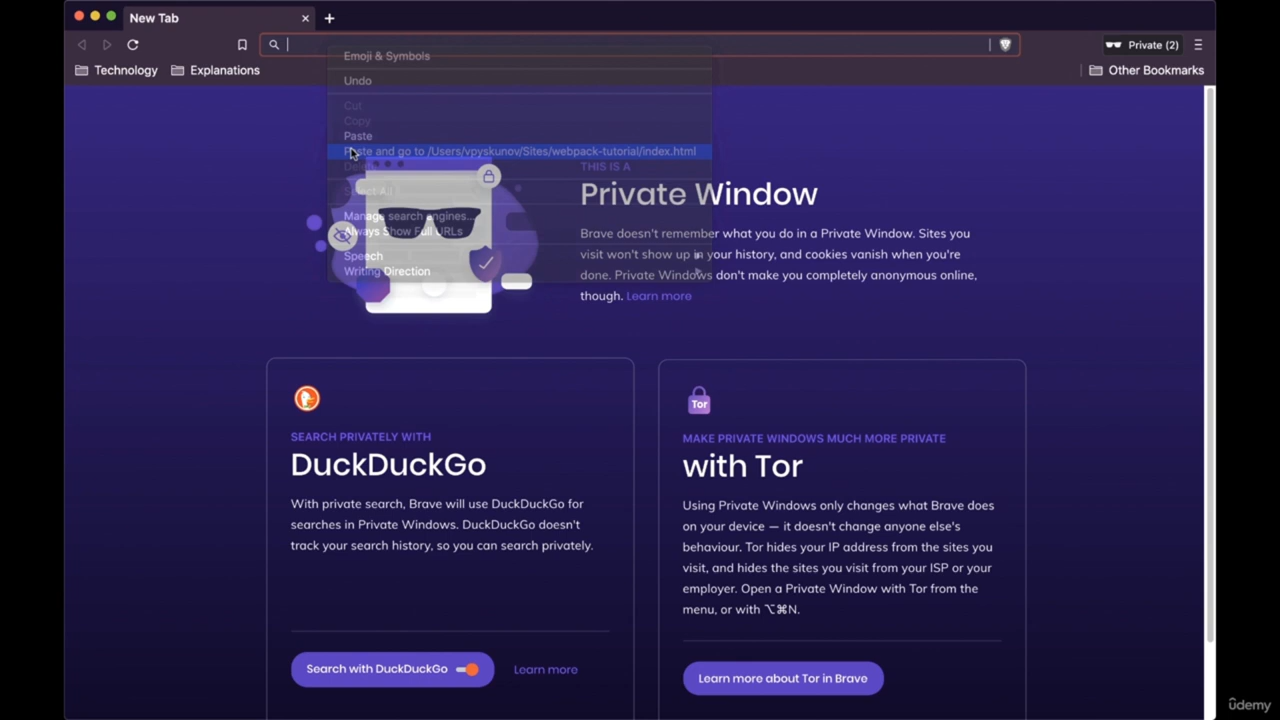 New Tab
Private (2)
Technology
Explanations
Other Bookmarks
Emoji & Symbols
Undo
Cut
Copy
Paste
Paste and go to /Users/vpyskunov/Sites/webpack-tutorial/index.html
Delete
Select All
Manage search engines...
Always Show Full URLs
Speech
Writing Direction
THIS IS A
Private Window
Brave doesn't remember what you do in a Private Window. Sites you
visit won't show up in your history, and cookies vanish when you're
done. Private Windows don't make you completely anonymous online,
though. Learn more
SEARCH PRIVATELY WITH
DuckDuckGo
With private search, Brave will use DuckDuckGo for
searches in Private Windows. DuckDuckGo doesn't
track your search history, so you can search privately.
Search with DuckDuckGo
Learn more
Tor
MAKE PRIVATE WINDOWS MUCH MORE PRIVATE
with Tor
Using Private Windows only changes what Brave does
on your device — it doesn't change anyone else's
behaviour. Tor hides your IP address from the sites you
visit, and hides the sites you visit from your ISP or your
employer. Open a Private Window with Tor from the
menu, or with ⌥⌘N.
Learn more about Tor in Brave
ûdemy